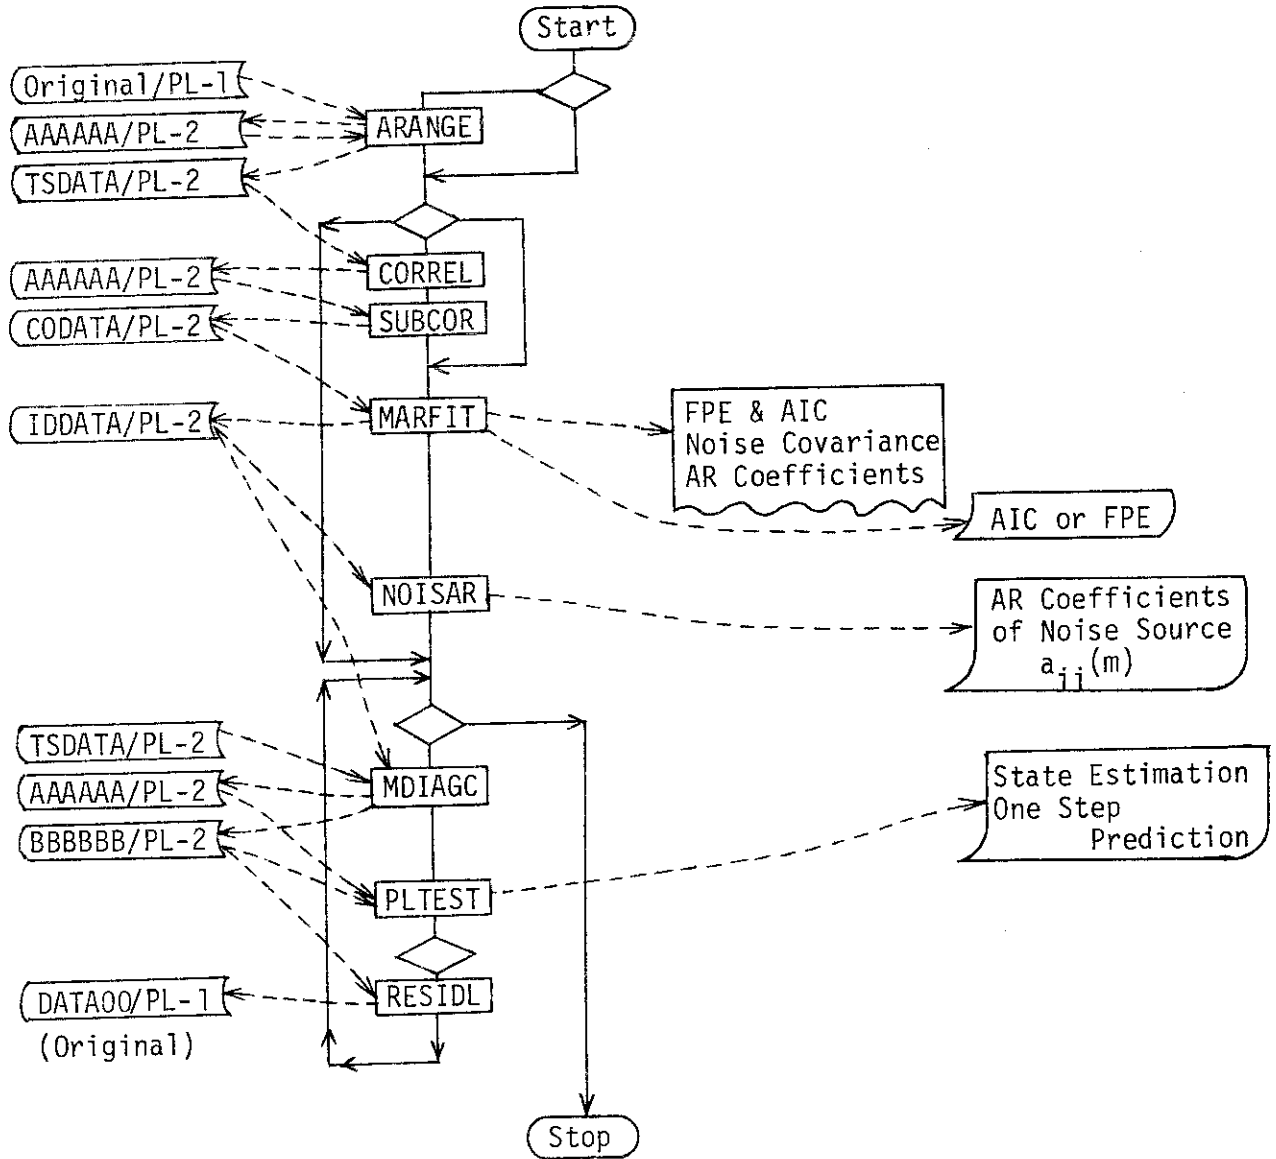 Start
Original/PL-1
AAAAAA/PL-2
ARANGE
TSDATA/PL-2
AAAAAA/PL-2
CORREL
CODATA/PL-2
SUBCOR
IDDATA/PL-2
MARFIT
FPE & AIC
Noise Covariance
AR Coefficients
AIC or FPE
NOISAR
AR Coefficients
of Noise Source
a_jj(m)
TSDATA/PL-2
AAAAAA/PL-2
MDIAGC
BBBBBB/PL-2
State Estimation
One Step
Prediction
PLTEST
DATA00/PL-1
(Original)
RESIDL
Stop